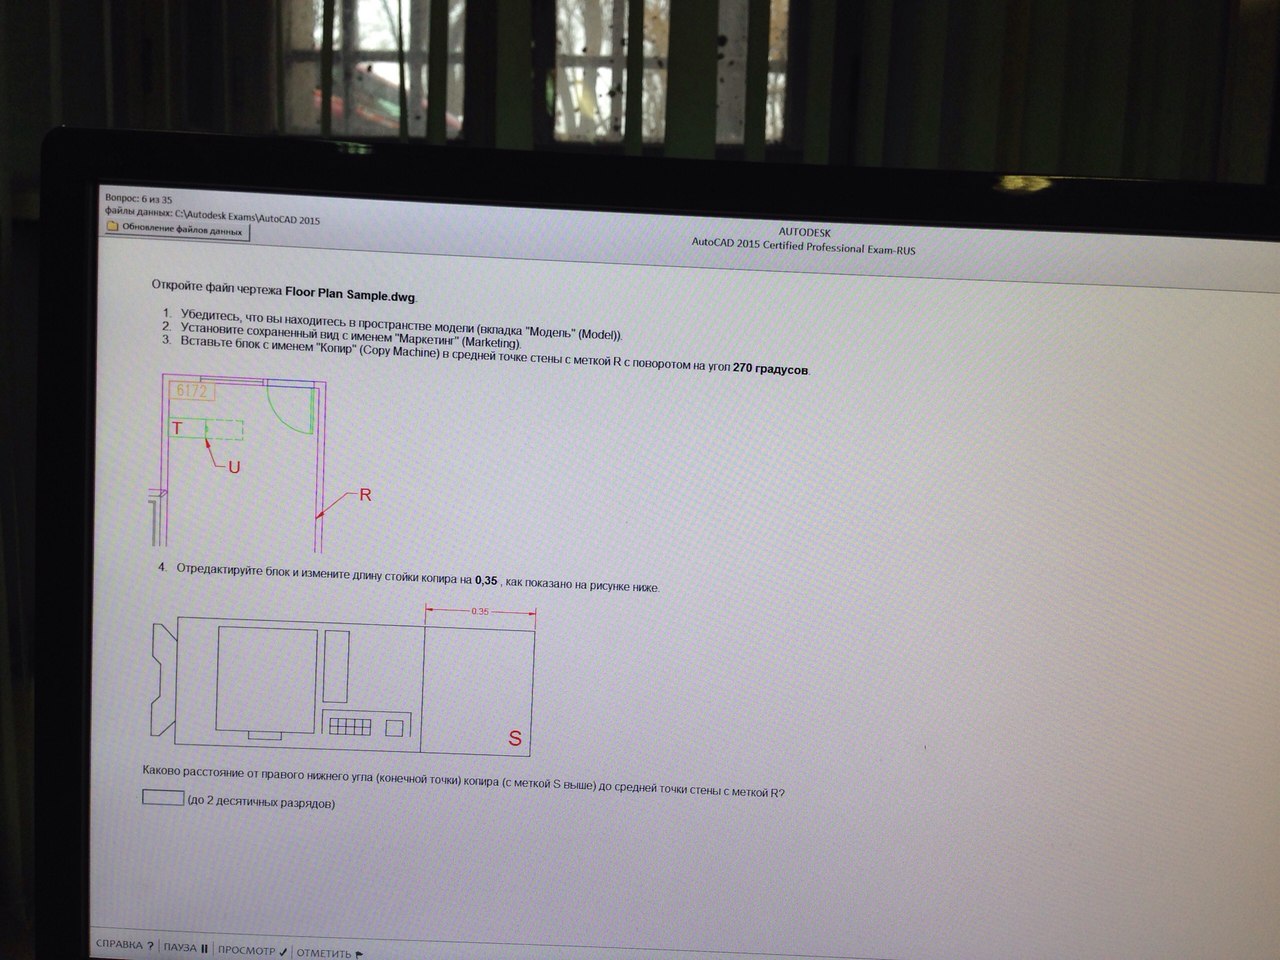 Вопрос: 6 из 35
файлы данных: C:\Autodesk Exams\AutoCAD 2015
Обновление файлов данных
AUTODESK
AutoCAD 2015 Certified Professional Exam-RUS
Откройте файл чертежа Floor Plan Sample.dwg.
1. Убедитесь, что вы находитесь в пространстве модели (вкладка "Модель" (Model)).
2. Установите сохраненный вид с именем "Маркетинг" (Marketing).
3. Вставьте блок с именем "Копир" (Copy Machine) в средней точке стены с меткой R с поворотом на угол 270 градусов.
6172
T
U
R
4. Отредактируйте блок и измените длину стойки копира на 0,35 , как показано на рисунке ниже.
0.35
S
Каково расстояние от правого нижнего угла (конечной точки) копира (с меткой S выше) до средней точки стены с меткой R?
(до 2 десятичных разрядов)
СПРАВКА ? ПАУЗА ПРОСМОТР ОТМЕТИТЬ